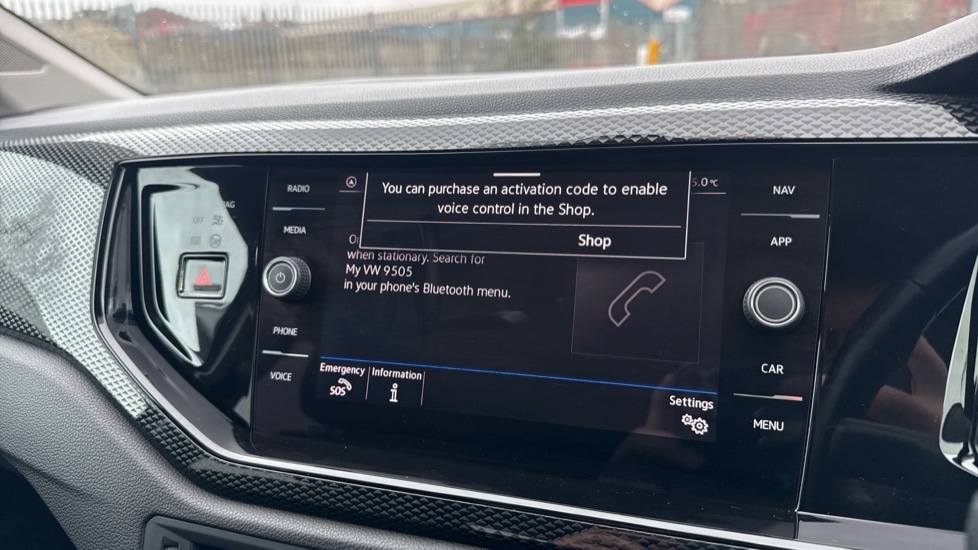 RADIO
MEDIA
PHONE
VOICE
You can purchase an activation code to enable
voice control in the Shop.
Shop
5.0°C
when stationary. Search for
My VW 9505
in your phone's Bluetooth menu.
Emergency
SOS
Information
i
Settings
NAV
APP
CAR
MENU
OFF